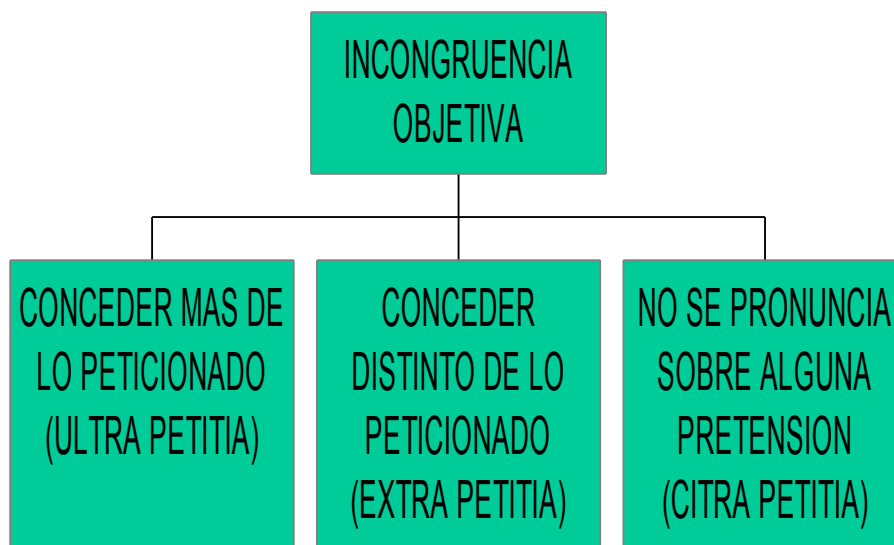 INCONGRUENCIA
OBJETIVA
CONCEDER MAS DE
LO PETICIONADO
(ULTRA PETITIA)
CONCEDER
DISTINTO DE LO
PETICIONADO
(EXTRA PETITIA)
NO SE PRONUNCIA
SOBRE ALGUNA
PRETENSION
(CITRA PETITIA)